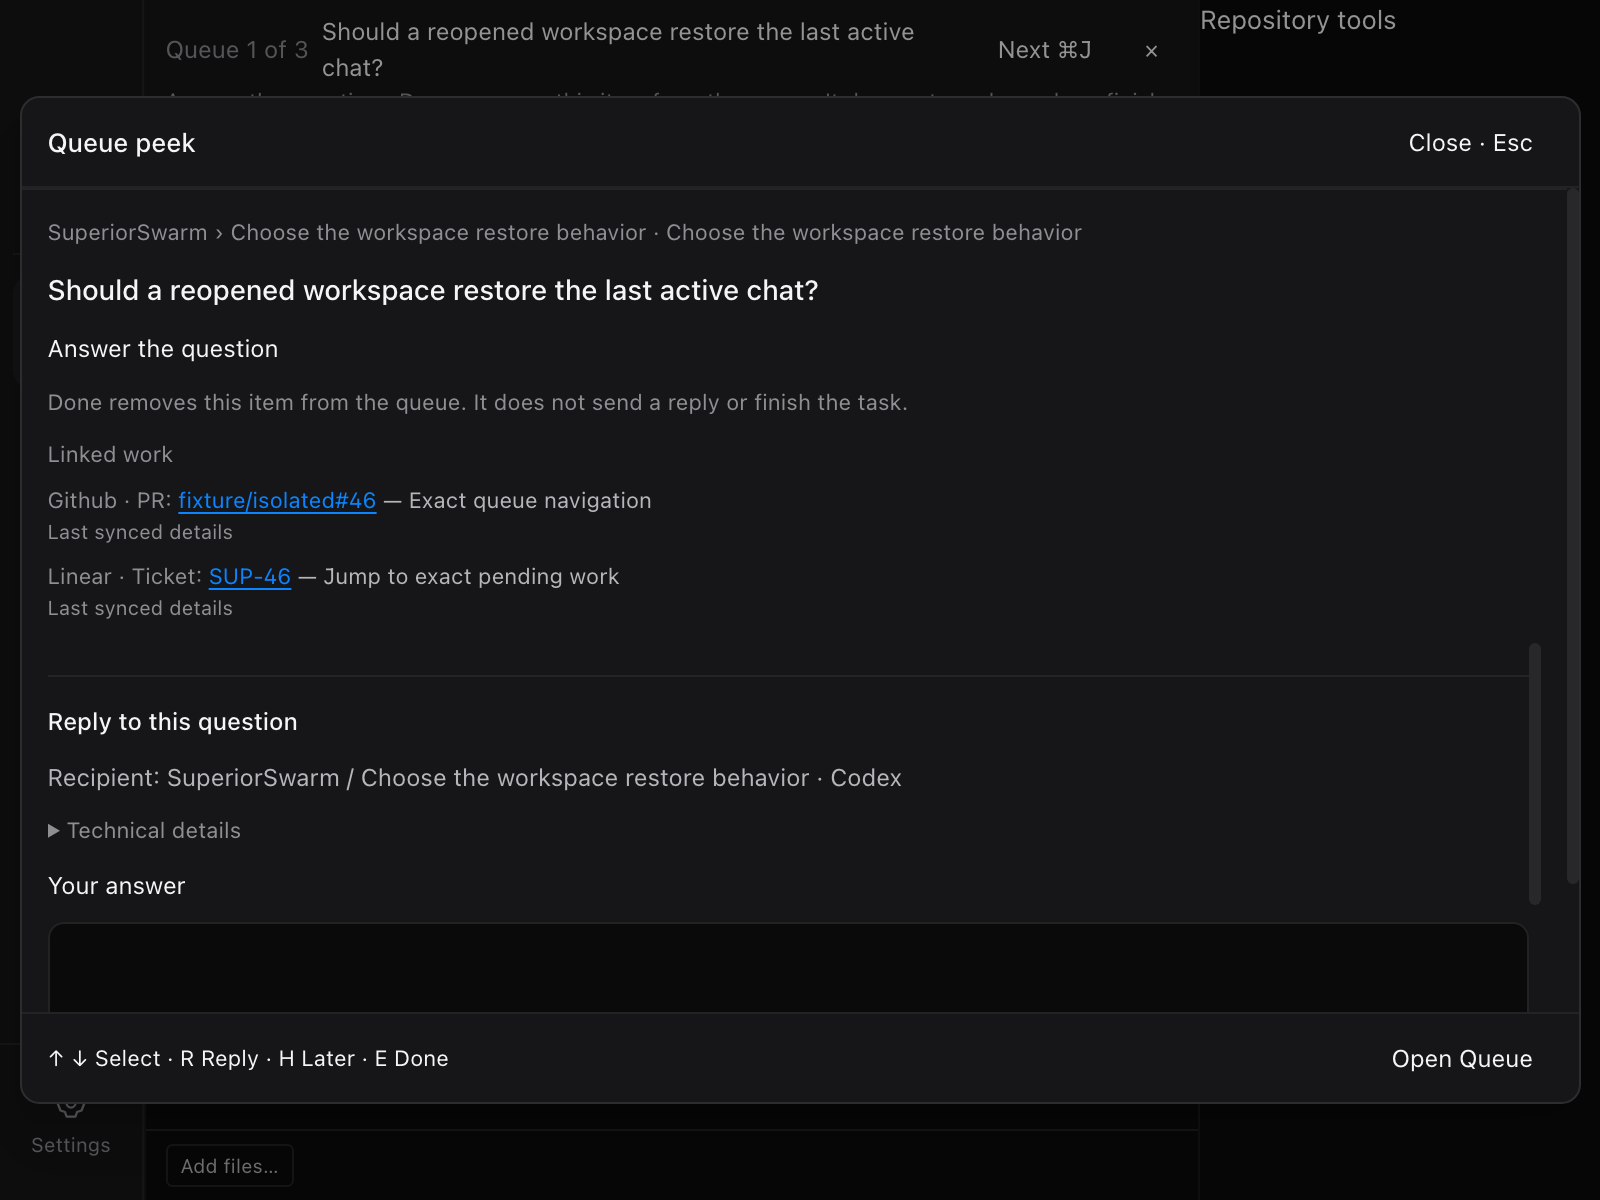 Queue 1 of 3
Should a reopened workspace restore the last active
chat?
Next ⌘J
×
Repository tools
Queue peek
Close · Esc
SuperiorSwarm › Choose the workspace restore behavior · Choose the workspace restore behavior
Should a reopened workspace restore the last active chat?
Answer the question
Done removes this item from the queue. It does not send a reply or finish the task.
Linked work
Github · PR: fixture/isolated#46 — Exact queue navigation
Last synced details
Linear · Ticket: SUP-46 — Jump to exact pending work
Last synced details
Reply to this question
Recipient: SuperiorSwarm / Choose the workspace restore behavior · Codex
▶ Technical details
Your answer
↑ ↓ Select · R Reply · H Later · E Done
Open Queue
Settings
Add files...